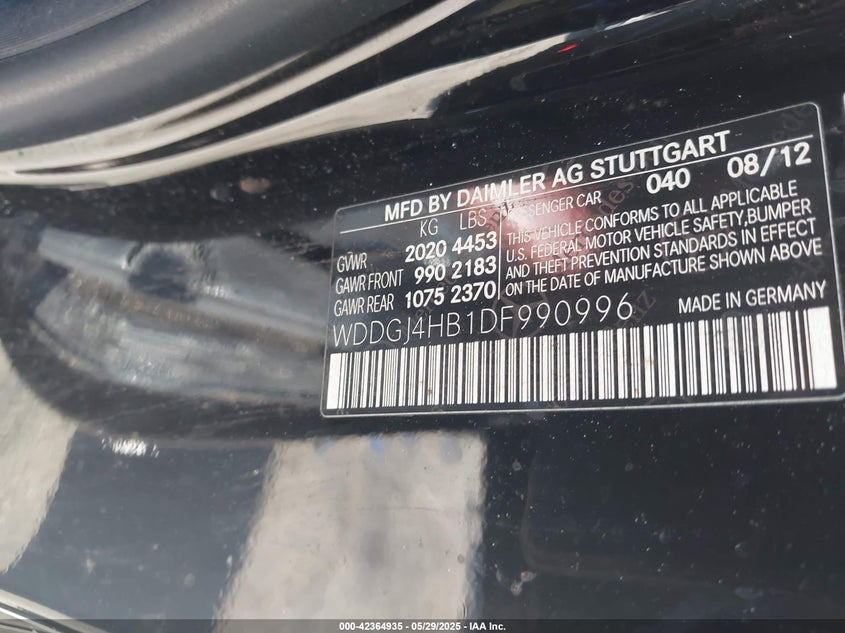 MFD BY DAIMLER AG STUTTGART
KG LBS PASSENGER CAR 040 08/12
GVWR 2020 4453
GAWR FRONT 990 2183
GAWR REAR 1075 2370
THIS VEHICLE CONFORMS TO ALL APPLICABLE
U.S. FEDERAL MOTOR VEHICLE SAFETY,BUMPER
AND THEFT PREVENTION STANDARDS IN EFFECT
ON THE DATE OF MANUFACTURE SHOWN ABOVE
WDDGJ4HB1DF990996 MADE IN GERMANY
000-42364935 - 05/29/2025 - IAA Inc.